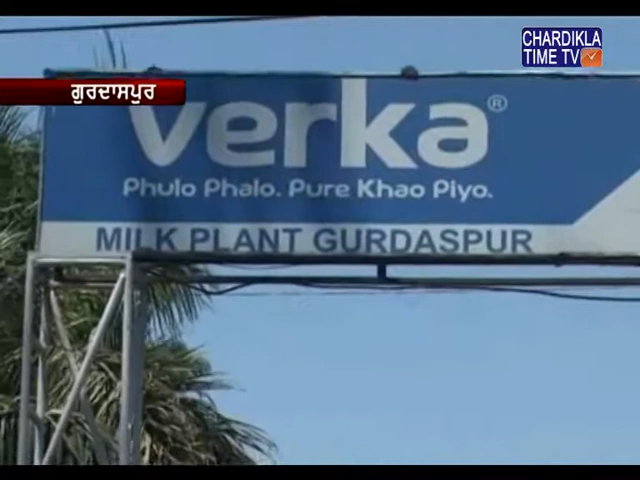 CHARDIKLA
TIME TV
ਗੁਰਦਾਸਪੁਰ
verka®
Phulo Phalo. Pure Khao Piyo.
MILK PLANT GURDASPUR